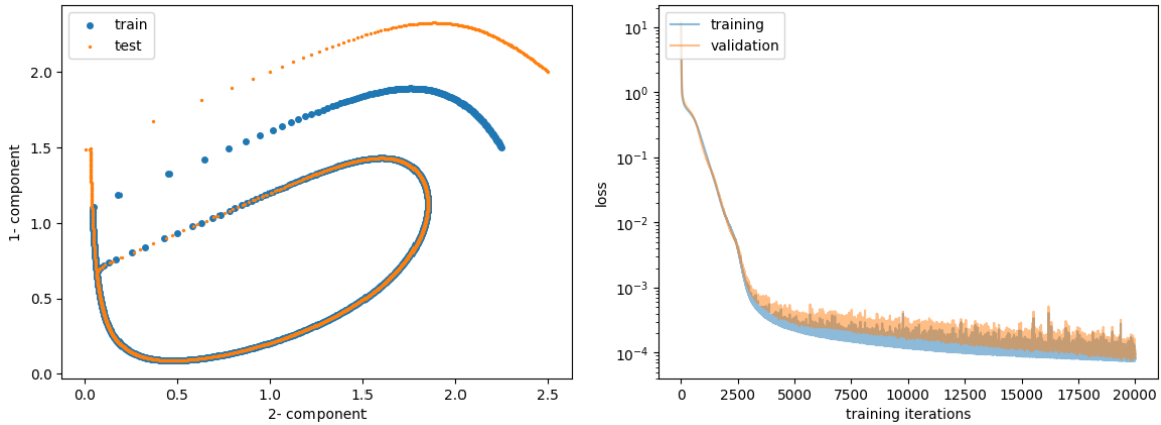 train
test
2.0
1.5
1.0
0.5
0.0
1- component
0.0 0.5 1.0 1.5 2.0 2.5
2- component
training
validation
10¹
10⁰
10⁻¹
10⁻²
10⁻³
10⁻⁴
loss
0 2500 5000 7500 10000 12500 15000 17500 20000
training iterations